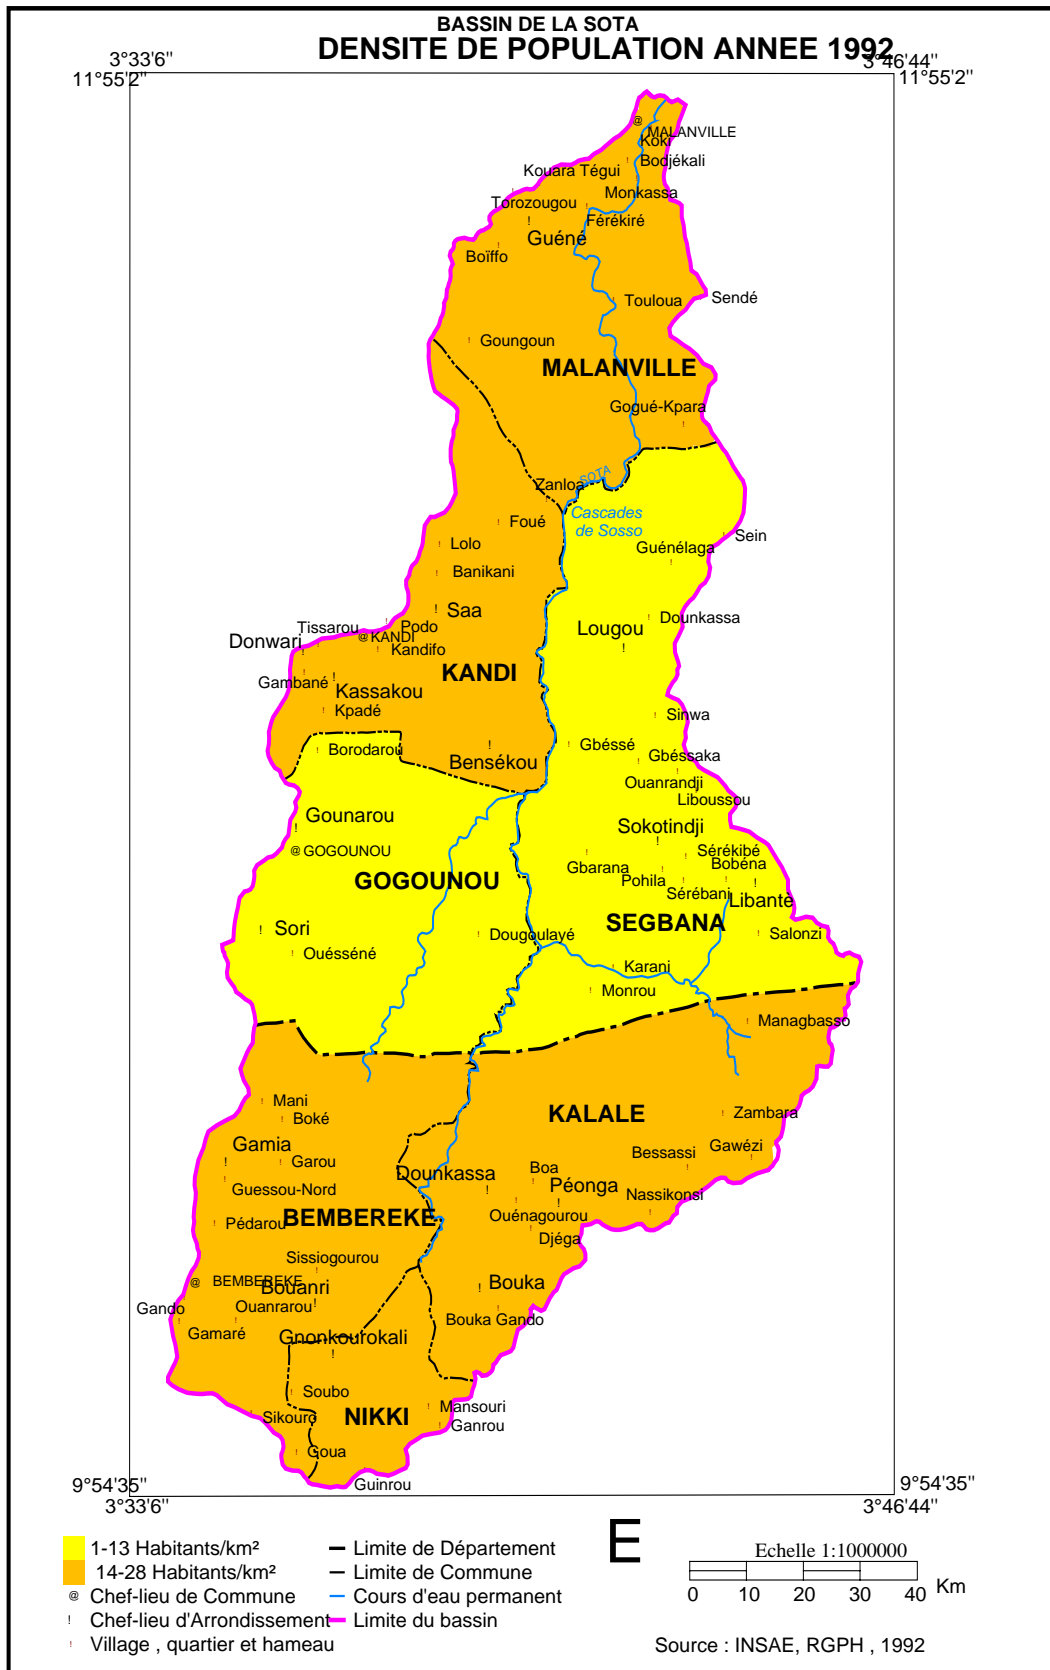 BASSIN DE LA SOTA
DENSITE DE POPULATION ANNEE 1992
3°33'6" 3°46'44"
11°55'2" 11°55'2"
MALANVILLE
Koki
Bodjékali
Kouara Tégui
Monkassa
Torozougou
Férékiré
Guéné
Boïffo
Touloua
Sendé
Goungoun
MALANVILLE
Gogué-Kpara
SOTA
Zanloa
Cascades
de Sosso
Foué
Sein
Lolo
Guénélaga
Banikani
Saa
Dounkassa
Lougou
Tissarou
Podo
@KANDI
Donwari
Kandifo
KANDI
Gambané
Kassakou
Kpadé
Sinwa
Borodarou
Gbéssé
Gbéssaka
Bensékou
Ouanrandji
Liboussou
Gounarou
Sokotindji
@GOGOUNOU
Sérékibé
Gbarana
Bobéna
GOGOUNOU
Pohila
Sérébani
Libantè
SEGBANA
Sori
Dougoulayé
Salonzi
Ouésséné
Karani
Monrou
Managbasso
Mani
KALALE
Zambara
Boké
Gamia
Gawézi
Bessassi
Garou
Boa
Dounkassa
Péonga
Guessou-Nord
Nassikonsi
BEMBEREKE
Ouénagourou
Pédarou
Djéga
Sissiogourou
BEMBEREKE
Bouanri
Bouka
Gando
Ouanrarou
Bouka Gando
Gamaré
Gnonkourokali
Soubo
Mansouri
Sikouro
NIKKI
Ganrou
Goua
Guinrou
9°54'35" 9°54'35"
3°33'6" 3°46'44"
E
1-13 Habitants/km²
14-28 Habitants/km²
@ Chef-lieu de Commune
! Chef-lieu d'Arrondissement
! Village , quartier et hameau
Limite de Département
Limite de Commune
Cours d'eau permanent
Limite du bassin
Echelle 1:1000000
0 10 20 30 40 Km
Source : INSAE, RGPH , 1992